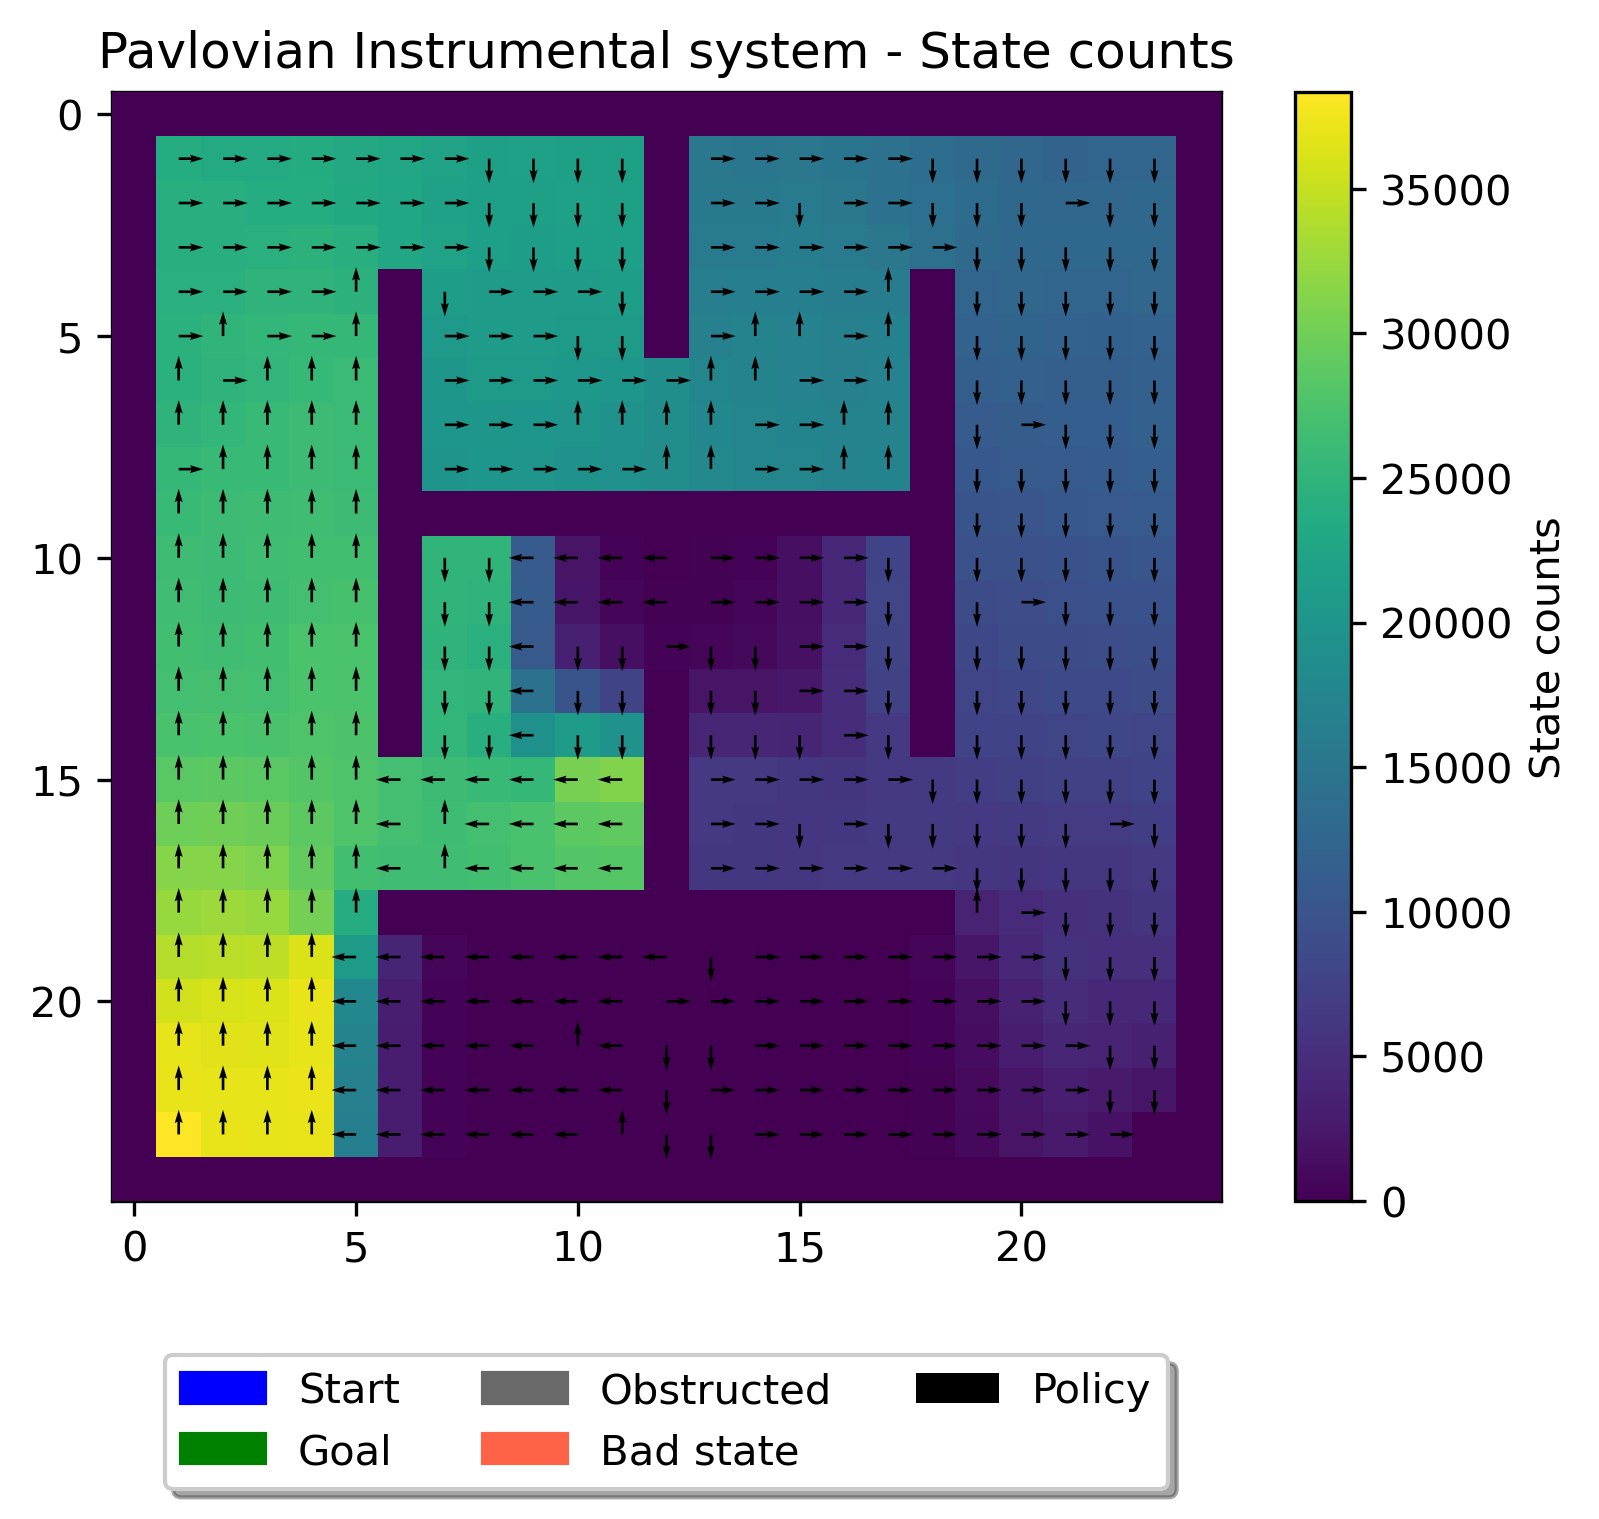 Pavlovian Instrumental system - State counts
0
5
10
15
20
0
5
10
15
20
35000
30000
25000
20000
15000
10000
5000
0
State counts
Start
Obstructed
Policy
Goal
Bad state